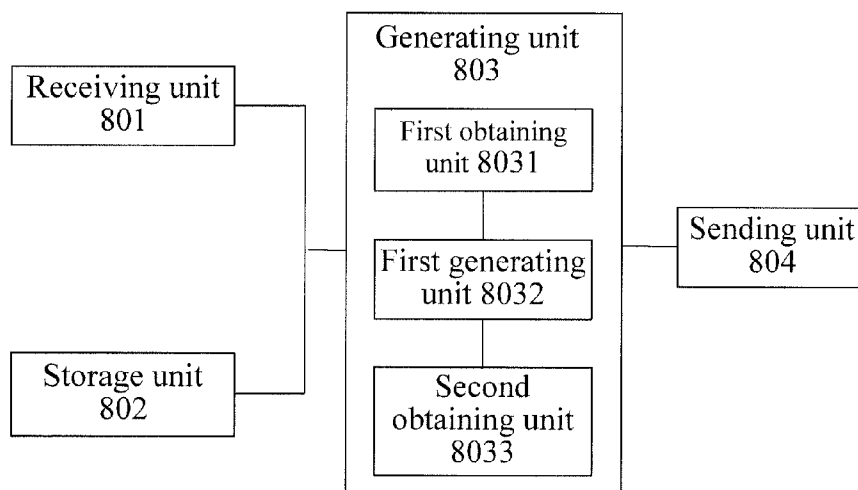 Receiving unit
801
Storage unit
802
Generating unit
803
First obtaining
unit 8031
First generating
unit 8032
Second
obtaining unit
8033
Sending unit
804